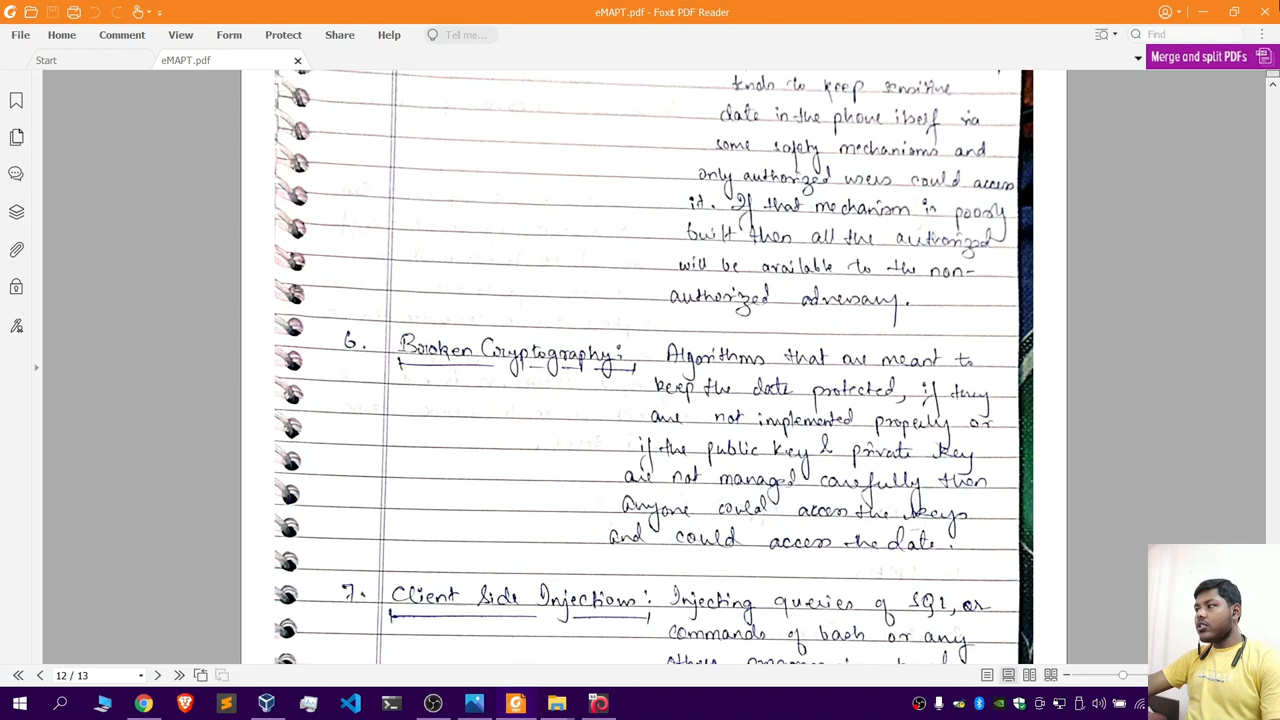 eMAPT.pdf - Foxit PDF Reader
File Home Comment View Form Protect Share Help Tell me... Find
Start eMAPT.pdf Merge and split PDFs
tends to keep sensitive
date in the phone itself via
some safety mechanisms and
only authorized users could access
it. If that mechanism is poorly
built then all the authorized
will be available to the non-
authorized adversary.
6. Broken Cryptography: Algorithms that are meant to
keep the date protected, if they
are not implemented properly or
if the public key & private key
are not managed carefully then
anyone could access the keys
and could access the date.
7. Client Side Injections: Injecting queries of SQL, or
commands of bash or any
12 / 13